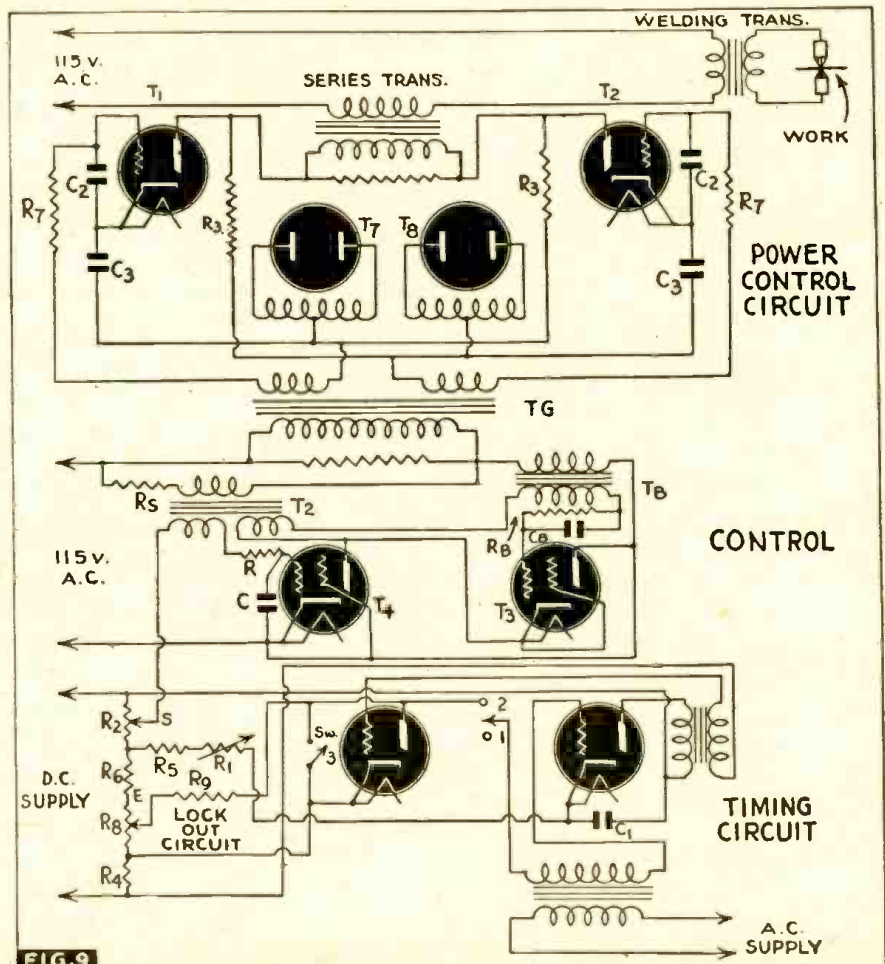 WELDING TRANS.
115 v.
A.C.
T1
SERIES TRANS.
T2
WORK
R7
C2
C3
R3
T7
T8
R3
C2
C3
R7
POWER
CONTROL
CIRCUIT
TG
RS
T2
TB
RB
CB
115 v.
A.C.
R
C
T4
T3
CONTROL
R2
S
Sw.
3
2
1
R5
R1
R6
R9
E
R8
D.C.
SUPPLY
LOCK
OUT
CIRCUIT
R4
C1
TIMING
CIRCUIT
A.C.
SUPPLY
FIG.9